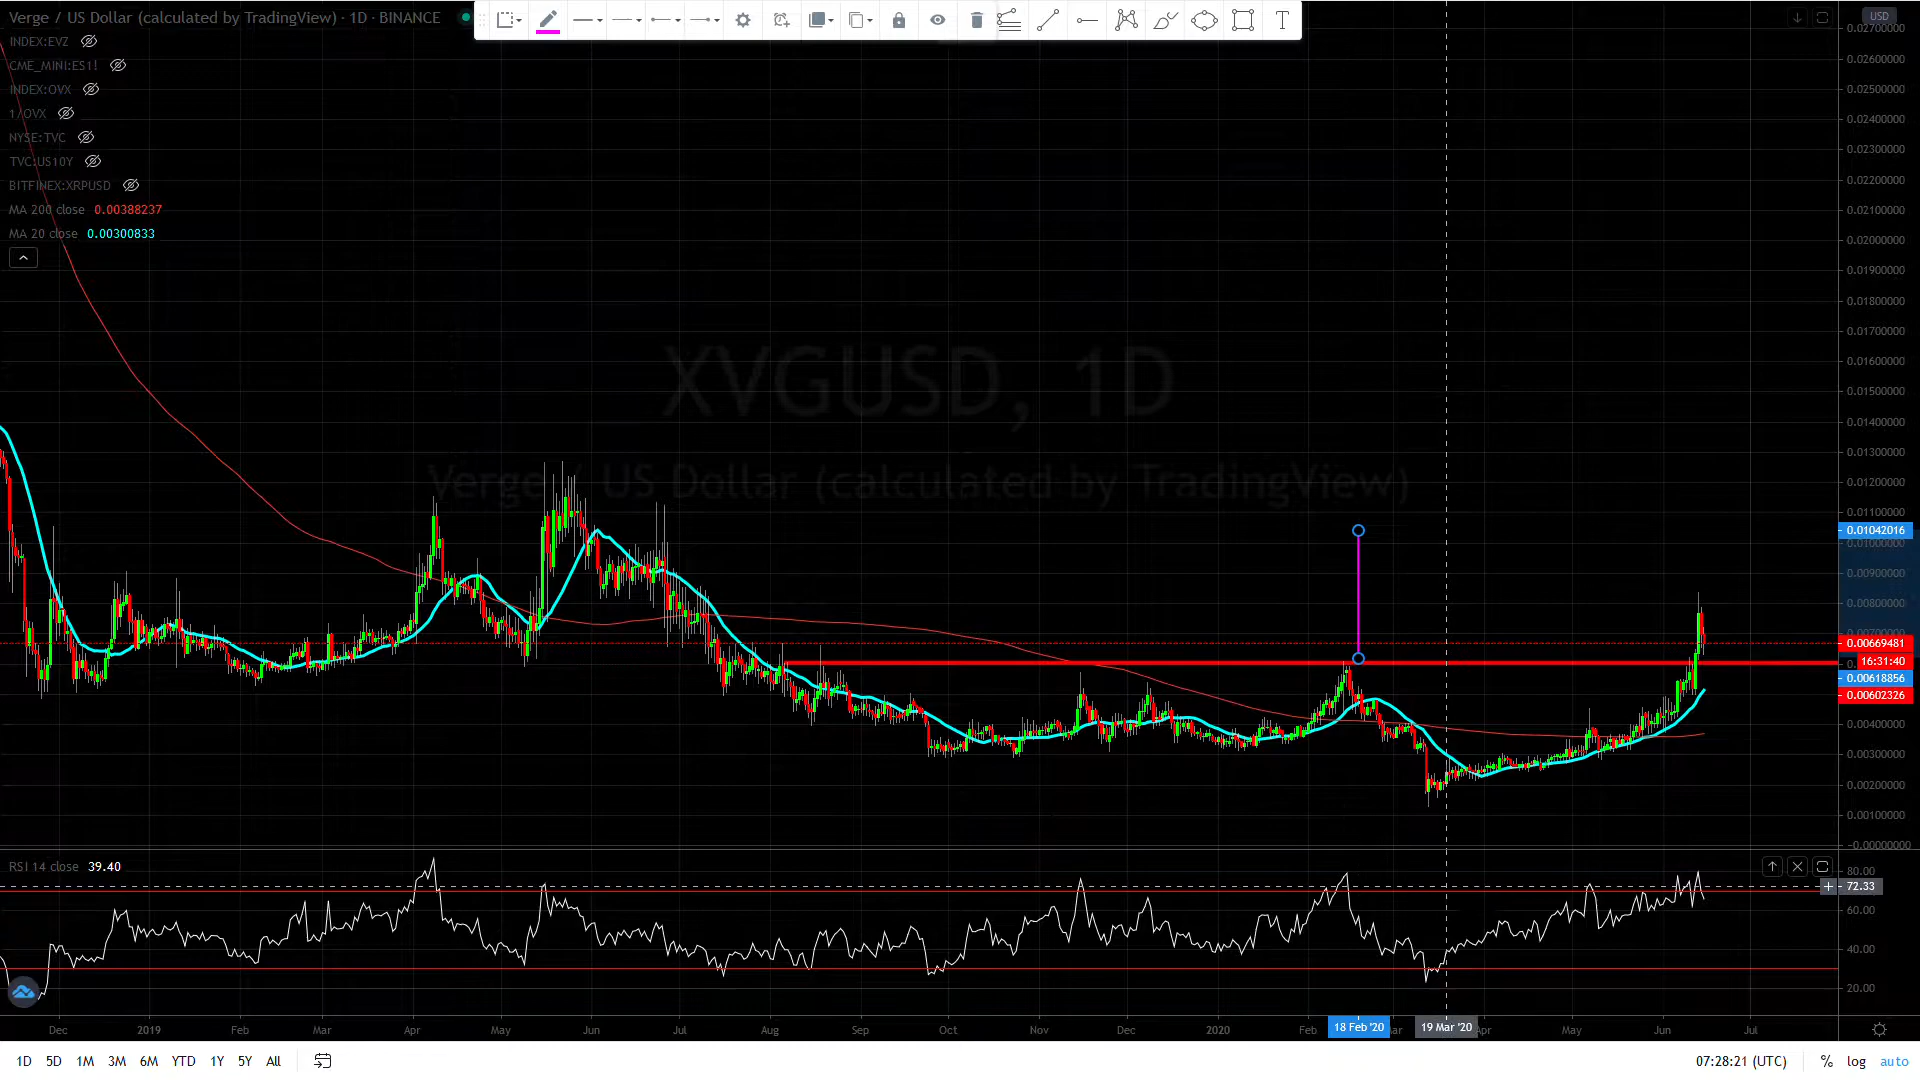 Verge / US Dollar (calculated by TradingView) · 1D · BINANCE
INDEX:EVZ
CME_MINI:ES1!
INDEX:OVX
1/OVX
NYSE:TVC
TVC:US10Y
BITFINEX:XRPUSD
MA 200 close 0.00388237
MA 20 close 0.00300833
T
USD
0.02700000
0.02600000
0.02500000
0.02400000
0.02300000
0.02200000
0.02100000
0.02000000
0.01900000
0.01800000
0.01700000
0.01600000
0.01500000
0.01400000
0.01300000
0.01200000
0.01100000
0.01042016
0.01000000
0.00900000
0.00800000
0.00669481
16:31:40
0.00618856
0.00602326
0.00400000
0.00300000
0.00200000
0.00100000
-0.00000000
XVGUSD, 1D
Verge / US Dollar (calculated by TradingView)
RSI 14 close 39.40
80.00
72.33
60.00
40.00
20.00
Dec 2019 Feb Mar Apr May Jun Jul Aug Sep Oct Nov Dec 2020 Feb 18 Feb '20 19 Mar '20 Apr May Jun Jul
1D 5D 1M 3M 6M YTD 1Y 5Y All
07:28:21 (UTC) % log auto